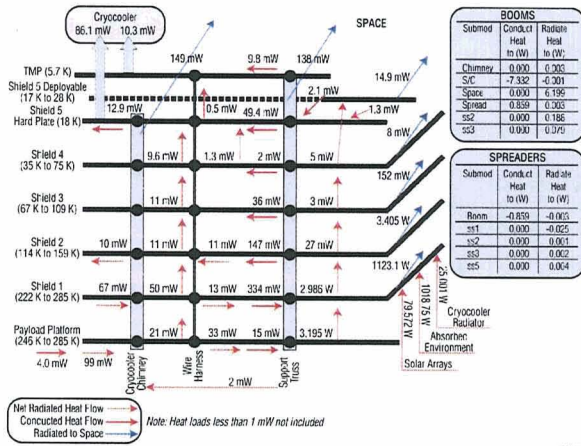 Cryocooler
86.1 mW 10.3 mW
SPACE
149 mW 9.8 mW 138 mW
TMP (5.7 K)
14.9 mW
Shield 5 Deployable
(17 K to 28 K)
2.1 mW
12.9 mW 0.5 mW 49.4 mW 1.3 mW
Shield 5
Hard Plate (18 K)
8 mW
Shield 4
(35 K to 75 K)
9.6 mW 1.3 mW 2 mW 5 mW
152 mW
Shield 3
(67 K to 109 K)
11 mW 36 mW 3 mW
3.405 W
Shield 2
(114 K to 159 K)
10 mW 11 mW 11 mW 147 mW 27 mW
1123.1 W
Shield 1
(222 K to 285 K)
67 mW 50 mW 13 mW 334 mW 2.986 W
Payload Platform
(246 K to 285 K)
21 mW 33 mW 15 mW 3.195 W
4.0 mW 99 mW
Cryocooler
Chimney
Wire
Harness
Support
Truss
2 mW
79.572 W
1018.75 W
25.001 W
Cryocooler
Radiator
Absorbed
Environment
Solar Arrays
BOOMS
Submod Conduct Heat to (W) Radiate Heat to (W)
Chimney 0.000 0.003
S/C -7.332 -0.001
Space 0.000 6.199
Spread 0.859 0.003
ss2 0.000 0.186
ss3 0.000 0.079
SPREADERS
Submod Conduct Heat to (W) Radiate Heat to (W)
Boom -0.859 -0.003
ss1 0.000 -0.025
ss2 0.000 0.001
ss3 0.000 0.002
ss5 0.000 0.004
Net Radiated Heat Flow
Conducted Heat Flow
Radiated to Space
Note: Heat loads less than 1 mW not included